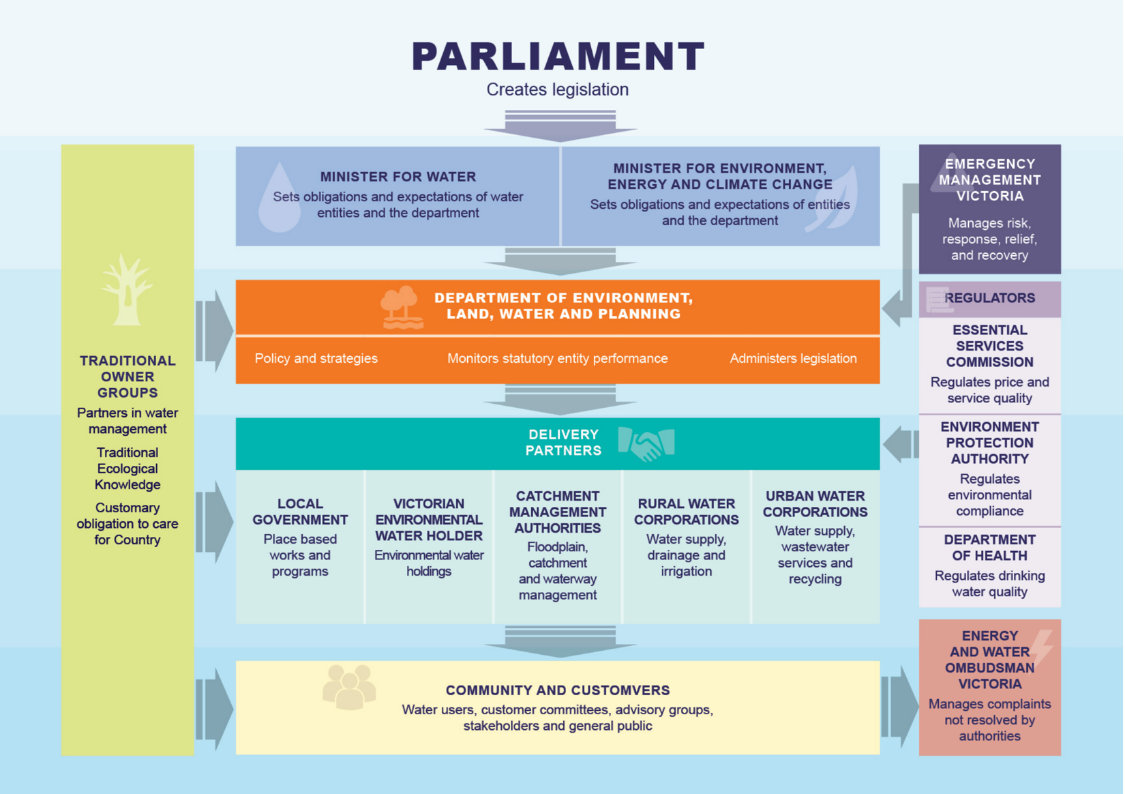 PARLIAMENT
Creates legislation
MINISTER FOR WATER
Sets obligations and expectations of water
entities and the department
MINISTER FOR ENVIRONMENT,
ENERGY AND CLIMATE CHANGE
Sets obligations and expectations of entities
and the department
EMERGENCY
MANAGEMENT
VICTORIA
Manages risk,
response, relief,
and recovery
TRADITIONAL
OWNER
GROUPS
Partners in water
management
Traditional
Ecological
Knowledge
Customary
obligation to care
for Country
DEPARTMENT OF ENVIRONMENT,
LAND, WATER AND PLANNING
Policy and strategies
Monitors statutory entity performance
Administers legislation
REGULATORS
ESSENTIAL
SERVICES
COMMISSION
Regulates price and
service quality
ENVIRONMENT
PROTECTION
AUTHORITY
Regulates
environmental
compliance
DEPARTMENT
OF HEALTH
Regulates drinking
water quality
DELIVERY
PARTNERS
LOCAL
GOVERNMENT
Place based
works and
programs
VICTORIAN
ENVIRONMENTAL
WATER HOLDER
Environmental water
holdings
CATCHMENT
MANAGEMENT
AUTHORITIES
Floodplain,
catchment
and waterway
management
RURAL WATER
CORPORATIONS
Water supply,
drainage and
irrigation
URBAN WATER
CORPORATIONS
Water supply,
wastewater
services and
recycling
COMMUNITY AND CUSTOMVERS
Water users, customer committees, advisory groups,
stakeholders and general public
ENERGY
AND WATER
OMBUDSMAN
VICTORIA
Manages complaints
not resolved by
authorities